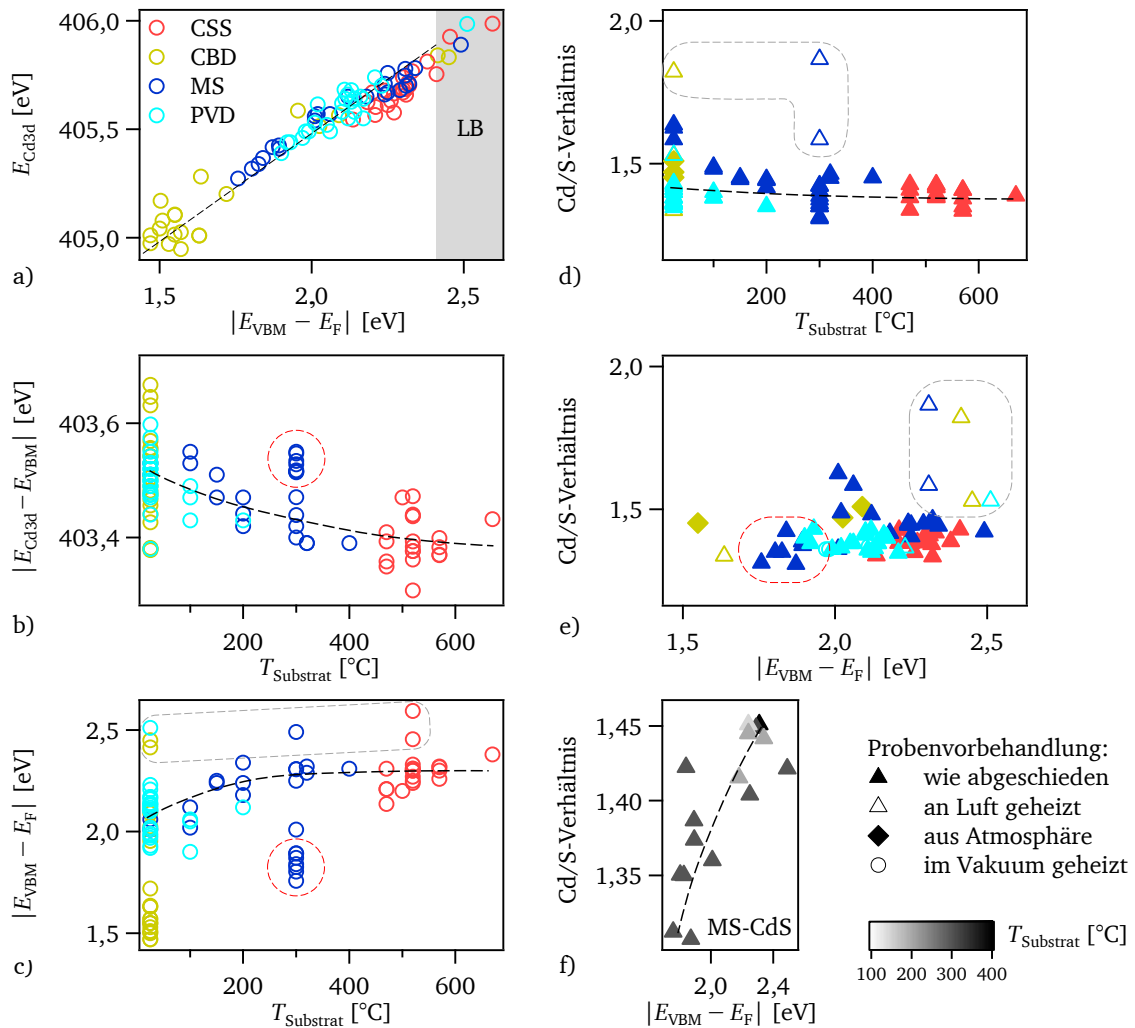 CSS
CBD
MS
PVD
LB
E_Cd3d [eV]
406,0
405,5
405,0
1,5
2,0
2,5
|E_VBM − E_F| [eV]
a)
Cd/S-Verhältnis
2,0
1,5
200
400
600
T_Substrat [°C]
d)
|E_Cd3d − E_VBM| [eV]
403,6
403,4
200
400
600
T_Substrat [°C]
b)
Cd/S-Verhältnis
2,0
1,5
1,5
2,0
2,5
|E_VBM − E_F| [eV]
e)
|E_VBM − E_F| [eV]
2,5
2,0
1,5
200
400
600
T_Substrat [°C]
c)
Cd/S-Verhältnis
1,45
1,40
1,35
MS-CdS
2,0
2,4
|E_VBM − E_F| [eV]
f)
Probenvorbehandlung:
wie abgeschieden
an Luft geheizt
aus Atmosphäre
im Vakuum geheizt
T_Substrat [°C]
100
200
300
400